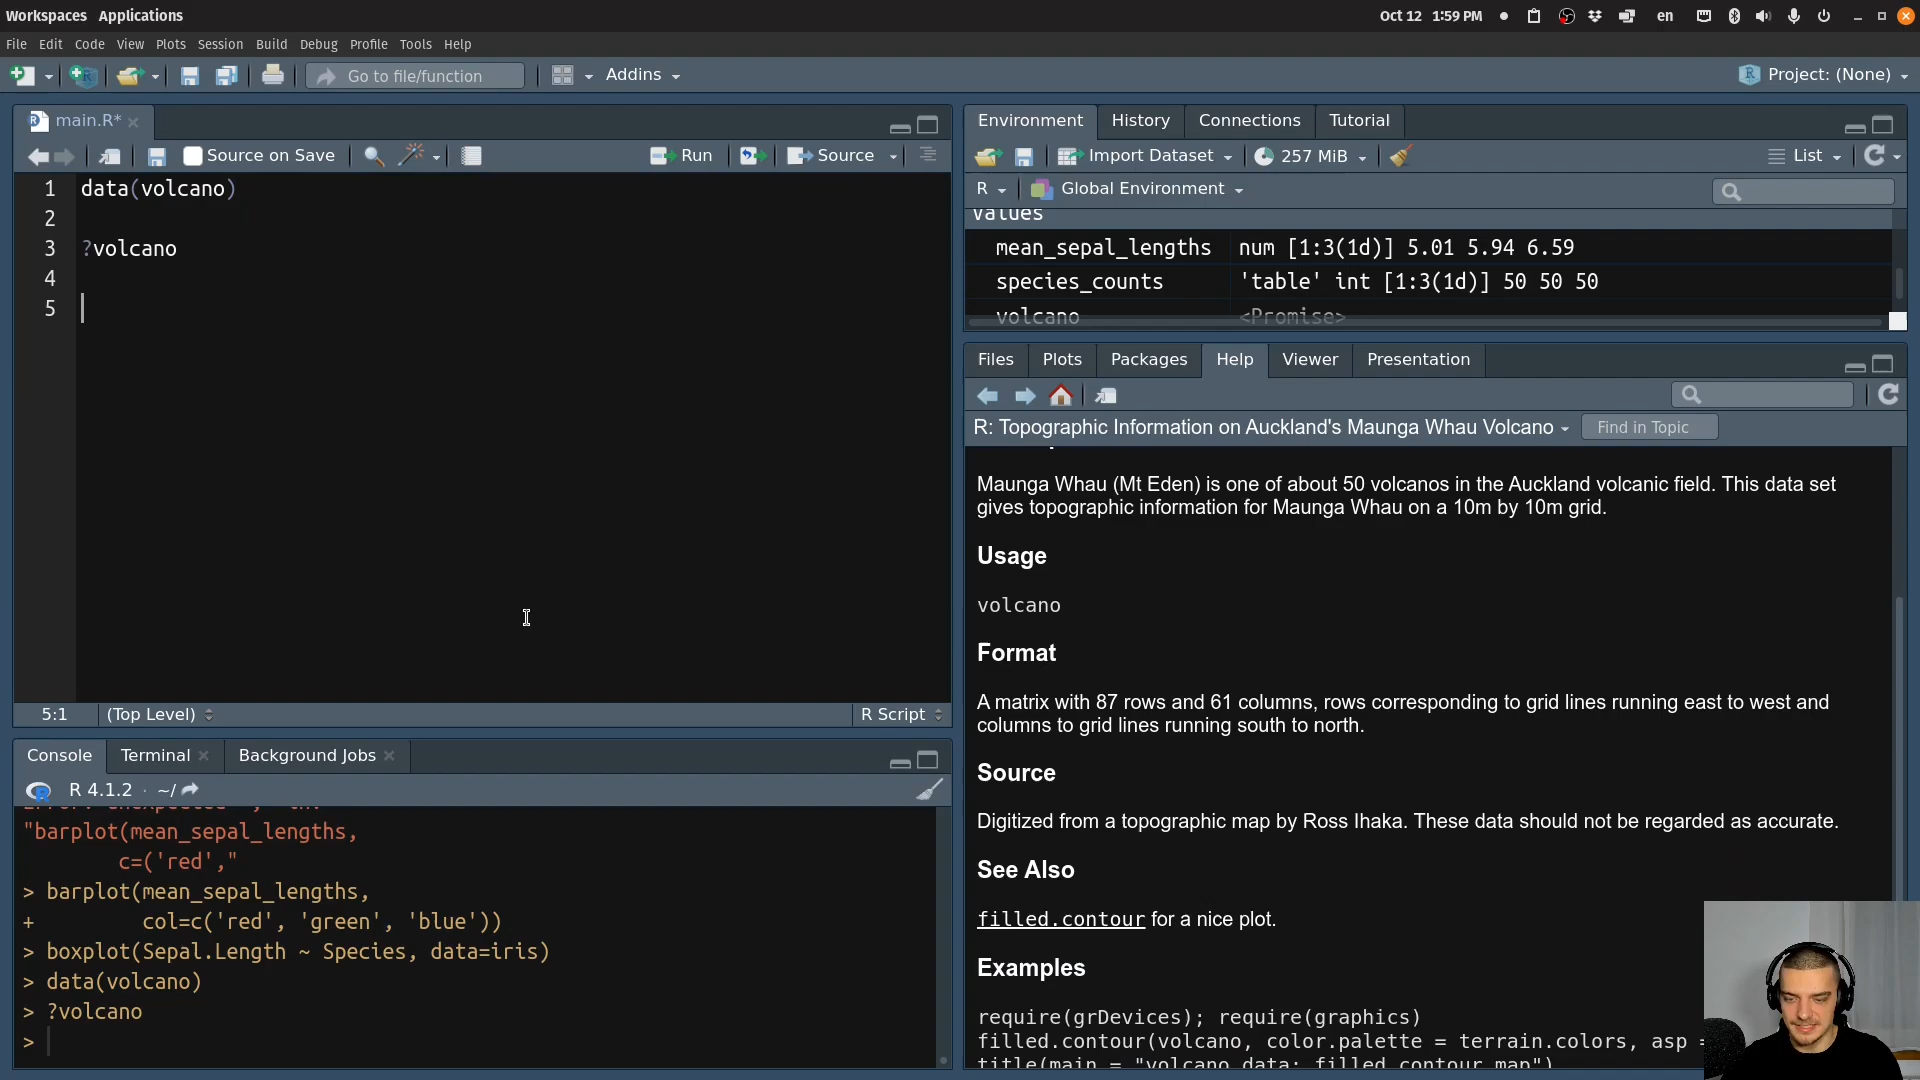 Workspaces Applications
Oct 12 1:59 PM
en
File Edit Code View Plots Session Build Debug Profile Tools Help
Go to file/function
Addins
Project: (None)
main.R*
Source on Save
Run
Source
1 data(volcano)
2
3 ?volcano
4
5
5:1 (Top Level) R Script
Console Terminal Background Jobs
R 4.1.2 · ~/
"barplot(mean_sepal_lengths,
c=('red',"
> barplot(mean_sepal_lengths,
+ col=c('red', 'green', 'blue'))
> boxplot(Sepal.Length ~ Species, data=iris)
> data(volcano)
> ?volcano
>
Environment History Connections Tutorial
Import Dataset 257 MiB List
R Global Environment
Values
mean_sepal_lengths num [1:3(1d)] 5.01 5.94 6.59
species_counts 'table' int [1:3(1d)] 50 50 50
volcano <Promise>
Files Plots Packages Help Viewer Presentation
R: Topographic Information on Auckland's Maunga Whau Volcano Find in Topic
Maunga Whau (Mt Eden) is one of about 50 volcanos in the Auckland volcanic field. This data set
gives topographic information for Maunga Whau on a 10m by 10m grid.
Usage
volcano
Format
A matrix with 87 rows and 61 columns, rows corresponding to grid lines running east to west and
columns to grid lines running south to north.
Source
Digitized from a topographic map by Ross Ihaka. These data should not be regarded as accurate.
See Also
filled.contour for a nice plot.
Examples
require(grDevices); require(graphics)
filled.contour(volcano, color.palette = terrain.colors, asp =
title(main = "volcano data: filled contour map")